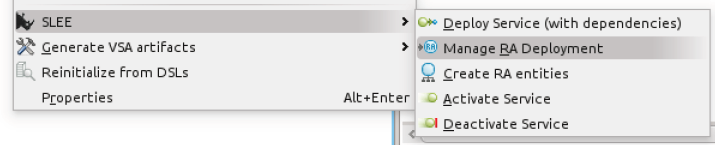 SLEE
Generate VSA artifacts
Reinitialize from DSLs
Properties Alt+Enter
Deploy Service (with dependencies)
RA Manage RA Deployment
Create RA entities
Activate Service
Deactivate Service